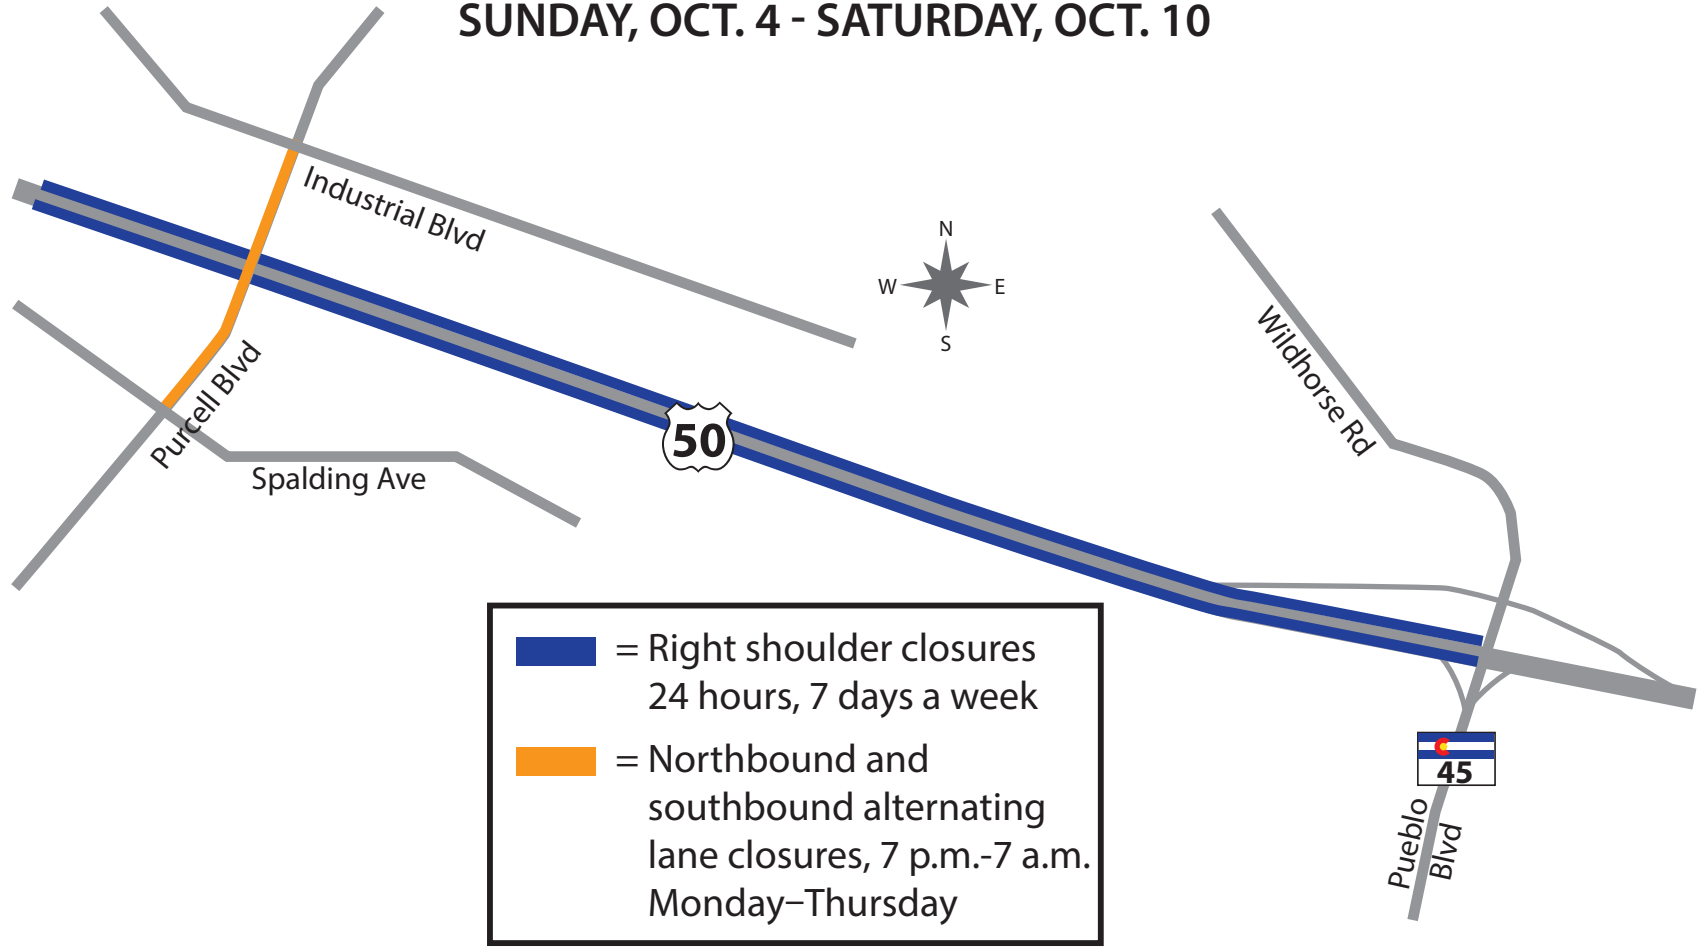 SUNDAY, OCT. 4 - SATURDAY, OCT. 10
Industrial Blvd
N
W
E
S
Wildhorse Rd
Purcell Blvd
50
Spalding Ave
= Right shoulder closures
24 hours, 7 days a week
= Northbound and
southbound alternating
lane closures, 7 p.m.-7 a.m.
Monday–Thursday
45
Pueblo
Blvd